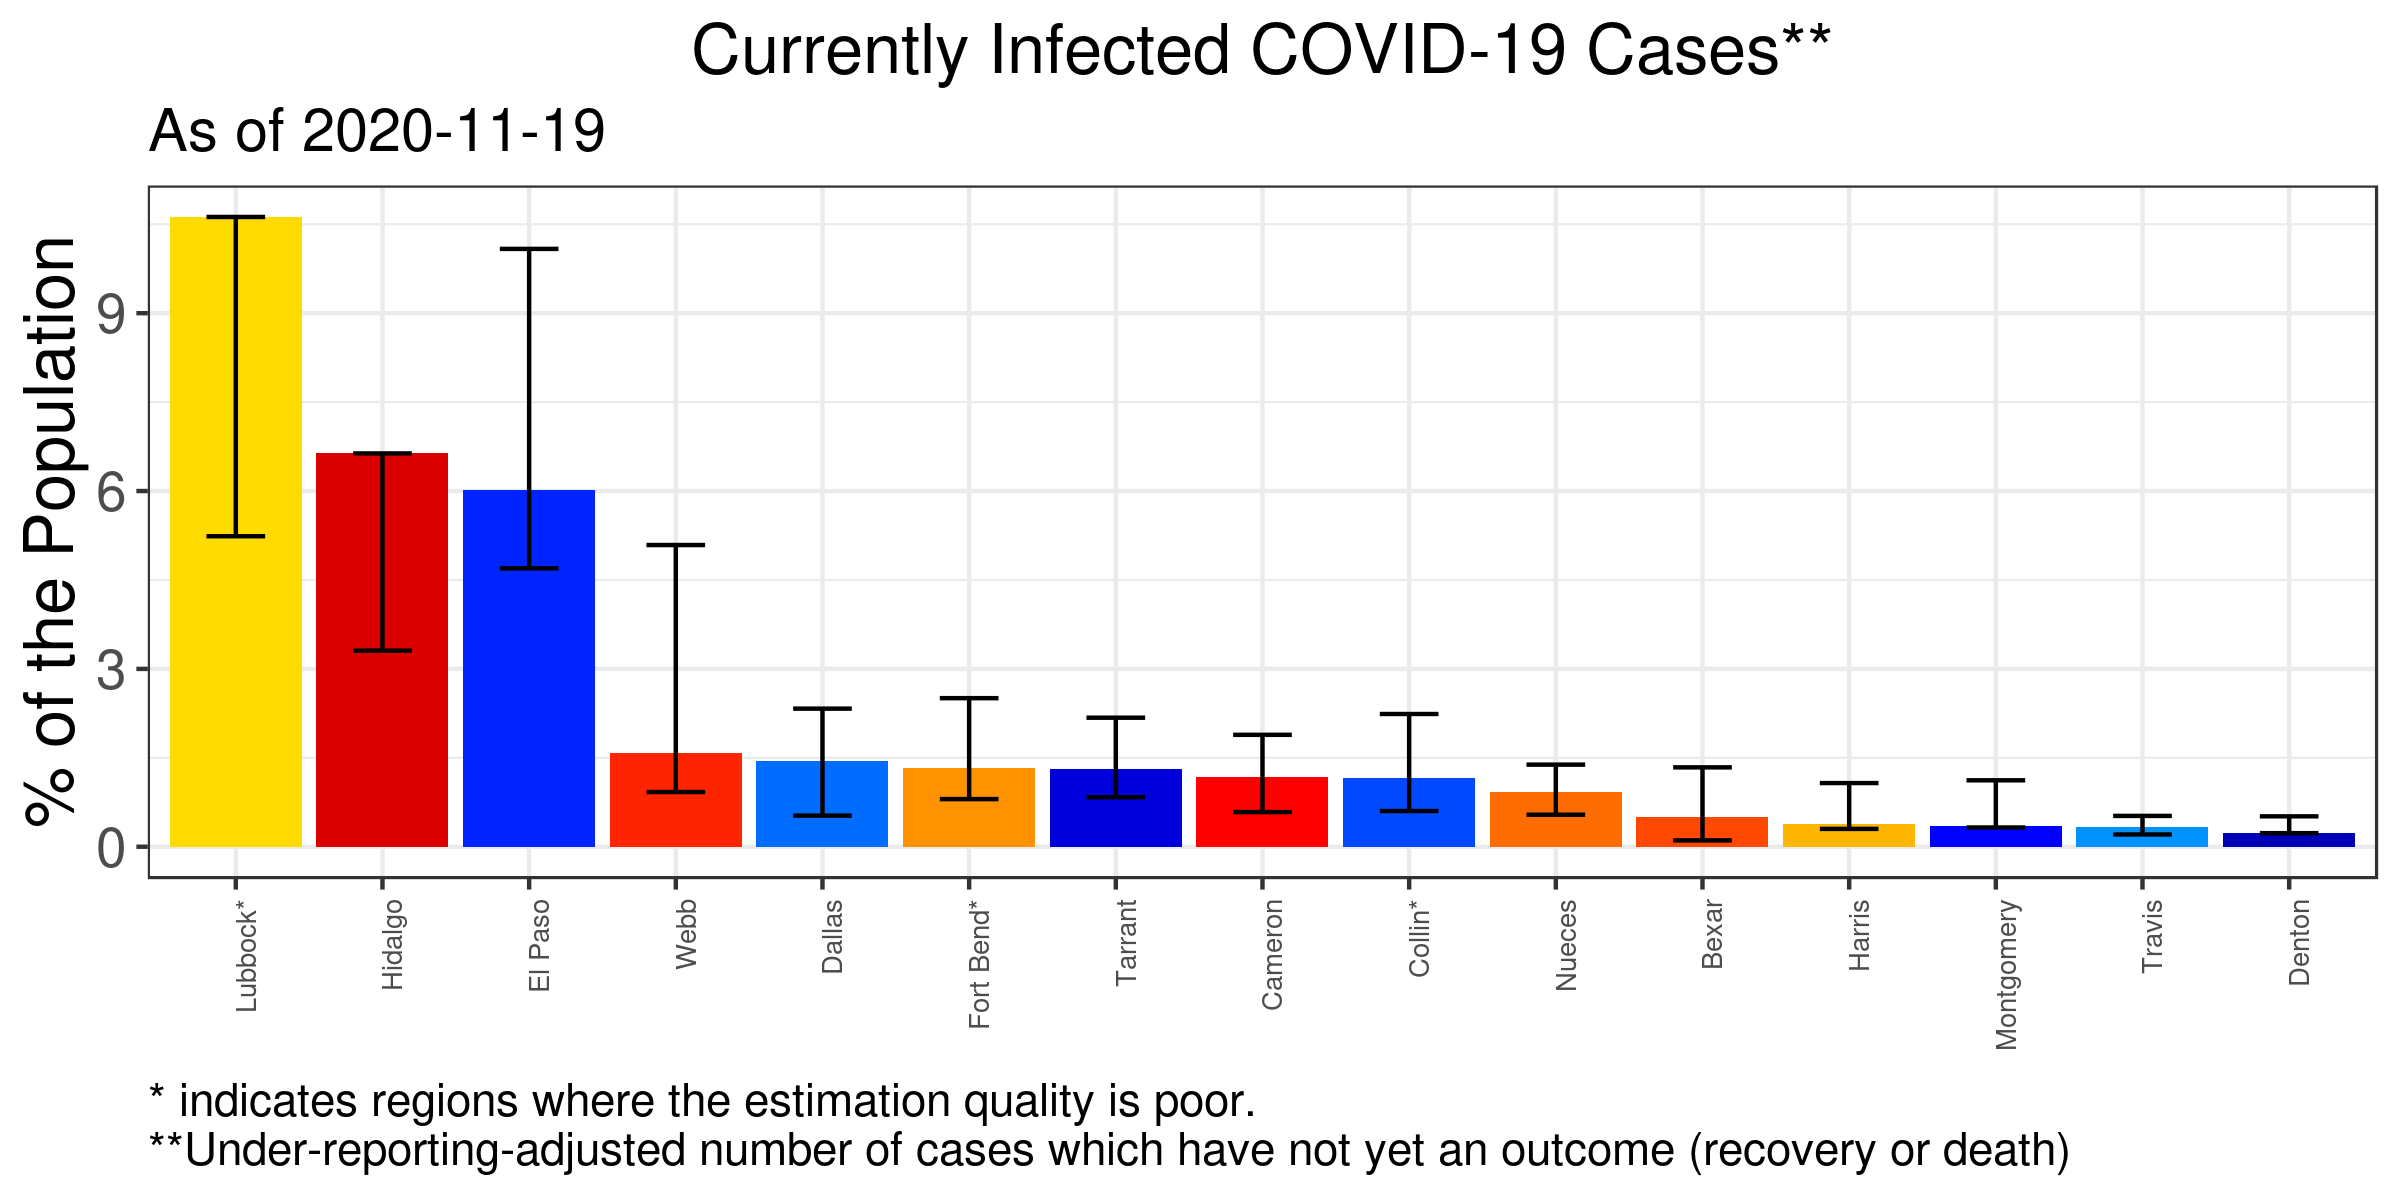 Currently Infected COVID-19 Cases**
As of 2020-11-19
% of the Population
9
6
3
0
Lubbock*
Hidalgo
El Paso
Webb
Dallas
Fort Bend*
Tarrant
Cameron
Collin*
Nueces
Bexar
Harris
Montgomery
Travis
Denton
* indicates regions where the estimation quality is poor.
**Under-reporting-adjusted number of cases which have not yet an outcome (recovery or death)